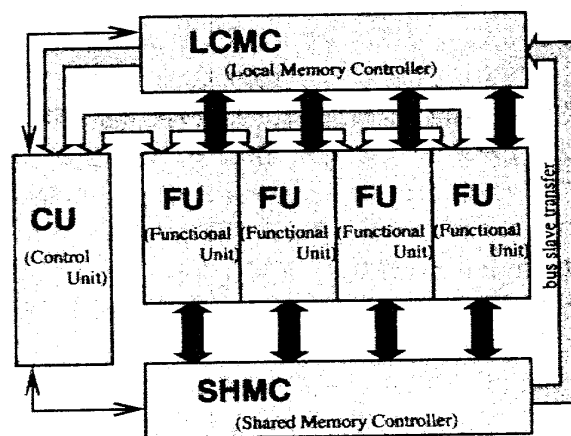 LCMC
(Local Memory Controller)
CU
(Control
Unit)
FU
(Functional
Unit)
FU
(Functional
Unit)
FU
(Functional
Unit)
FU
(Functional
Unit)
bus slave transfer
SHMC
(Shared Memory Controller)